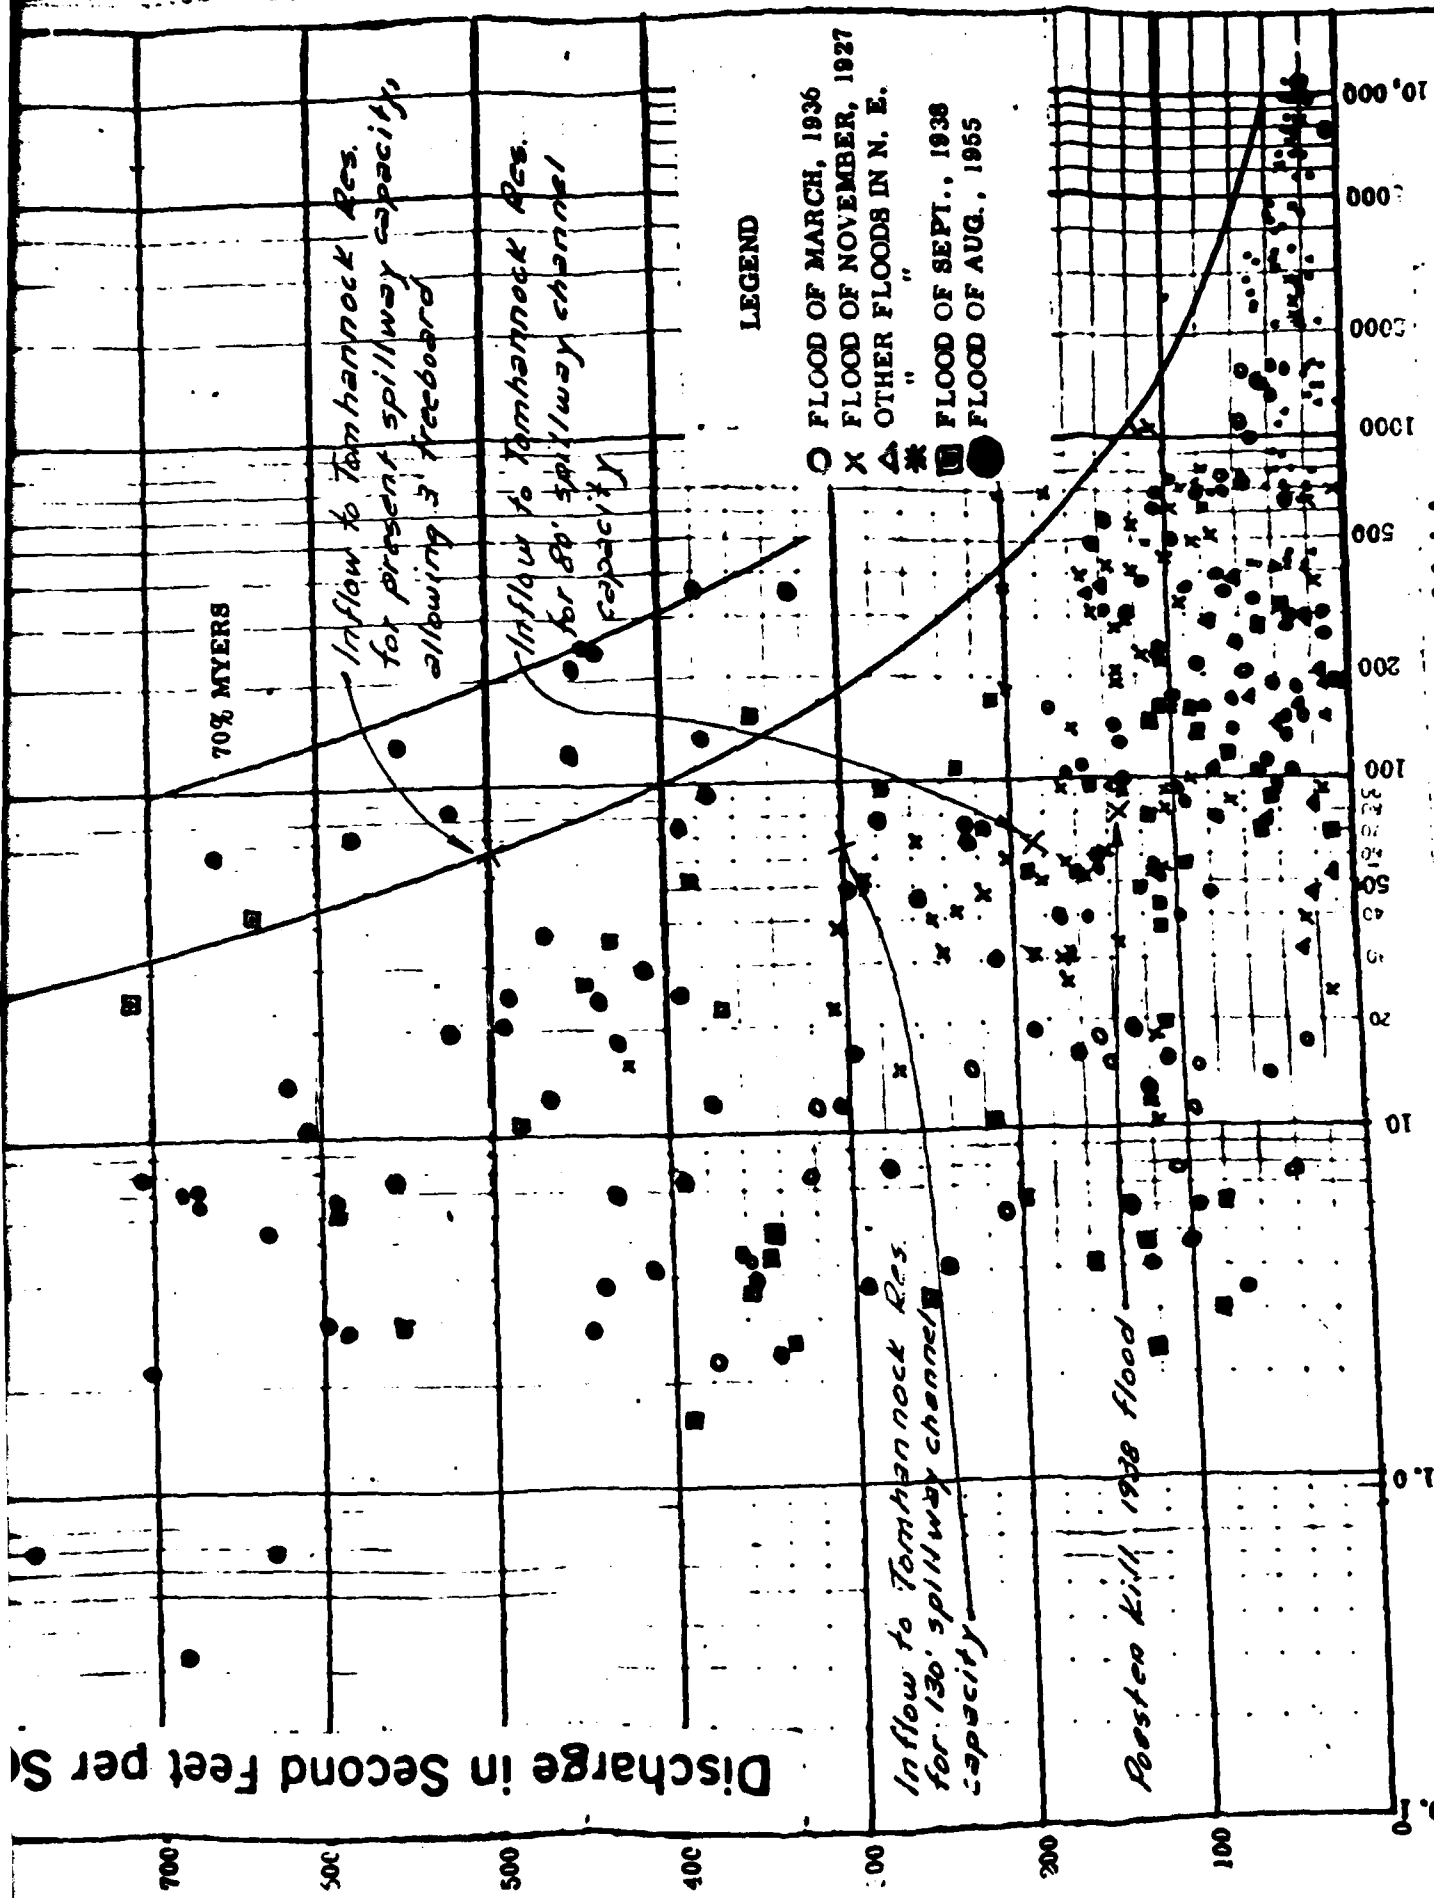 70% MYERS
Inflow to Tomhannock Res.
for present spillway capacity,
allowing 3' freeboard
Inflow to Tomhannock Res.
for 80' spillway channel
capacity
LEGEND
FLOOD OF MARCH, 1936
FLOOD OF NOVEMBER, 1927
OTHER FLOODS IN N. E.
" "
FLOOD OF SEPT., 1938
FLOOD OF AUG., 1955
Inflow to Tomhannock Res.
for 130' spillway channel
capacity
Poesten Kill 1938 flood
Discharge in Second Feet per
700
500
400
200
100
10,000
1000
500
200
100
50
40
20
10
1.0